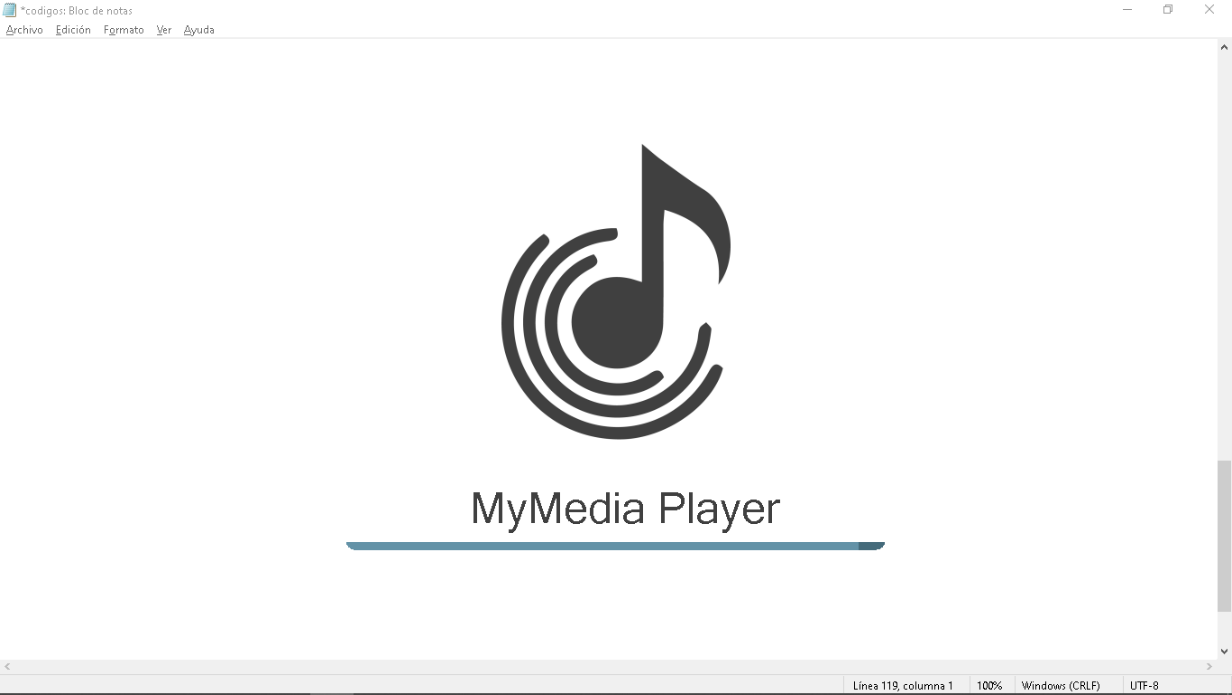 *codigos: Bloc de notas
Archivo Edición Formato Ver Ayuda
MyMedia Player
Línea 119, columna 1 100% Windows (CRLF) UTF-8